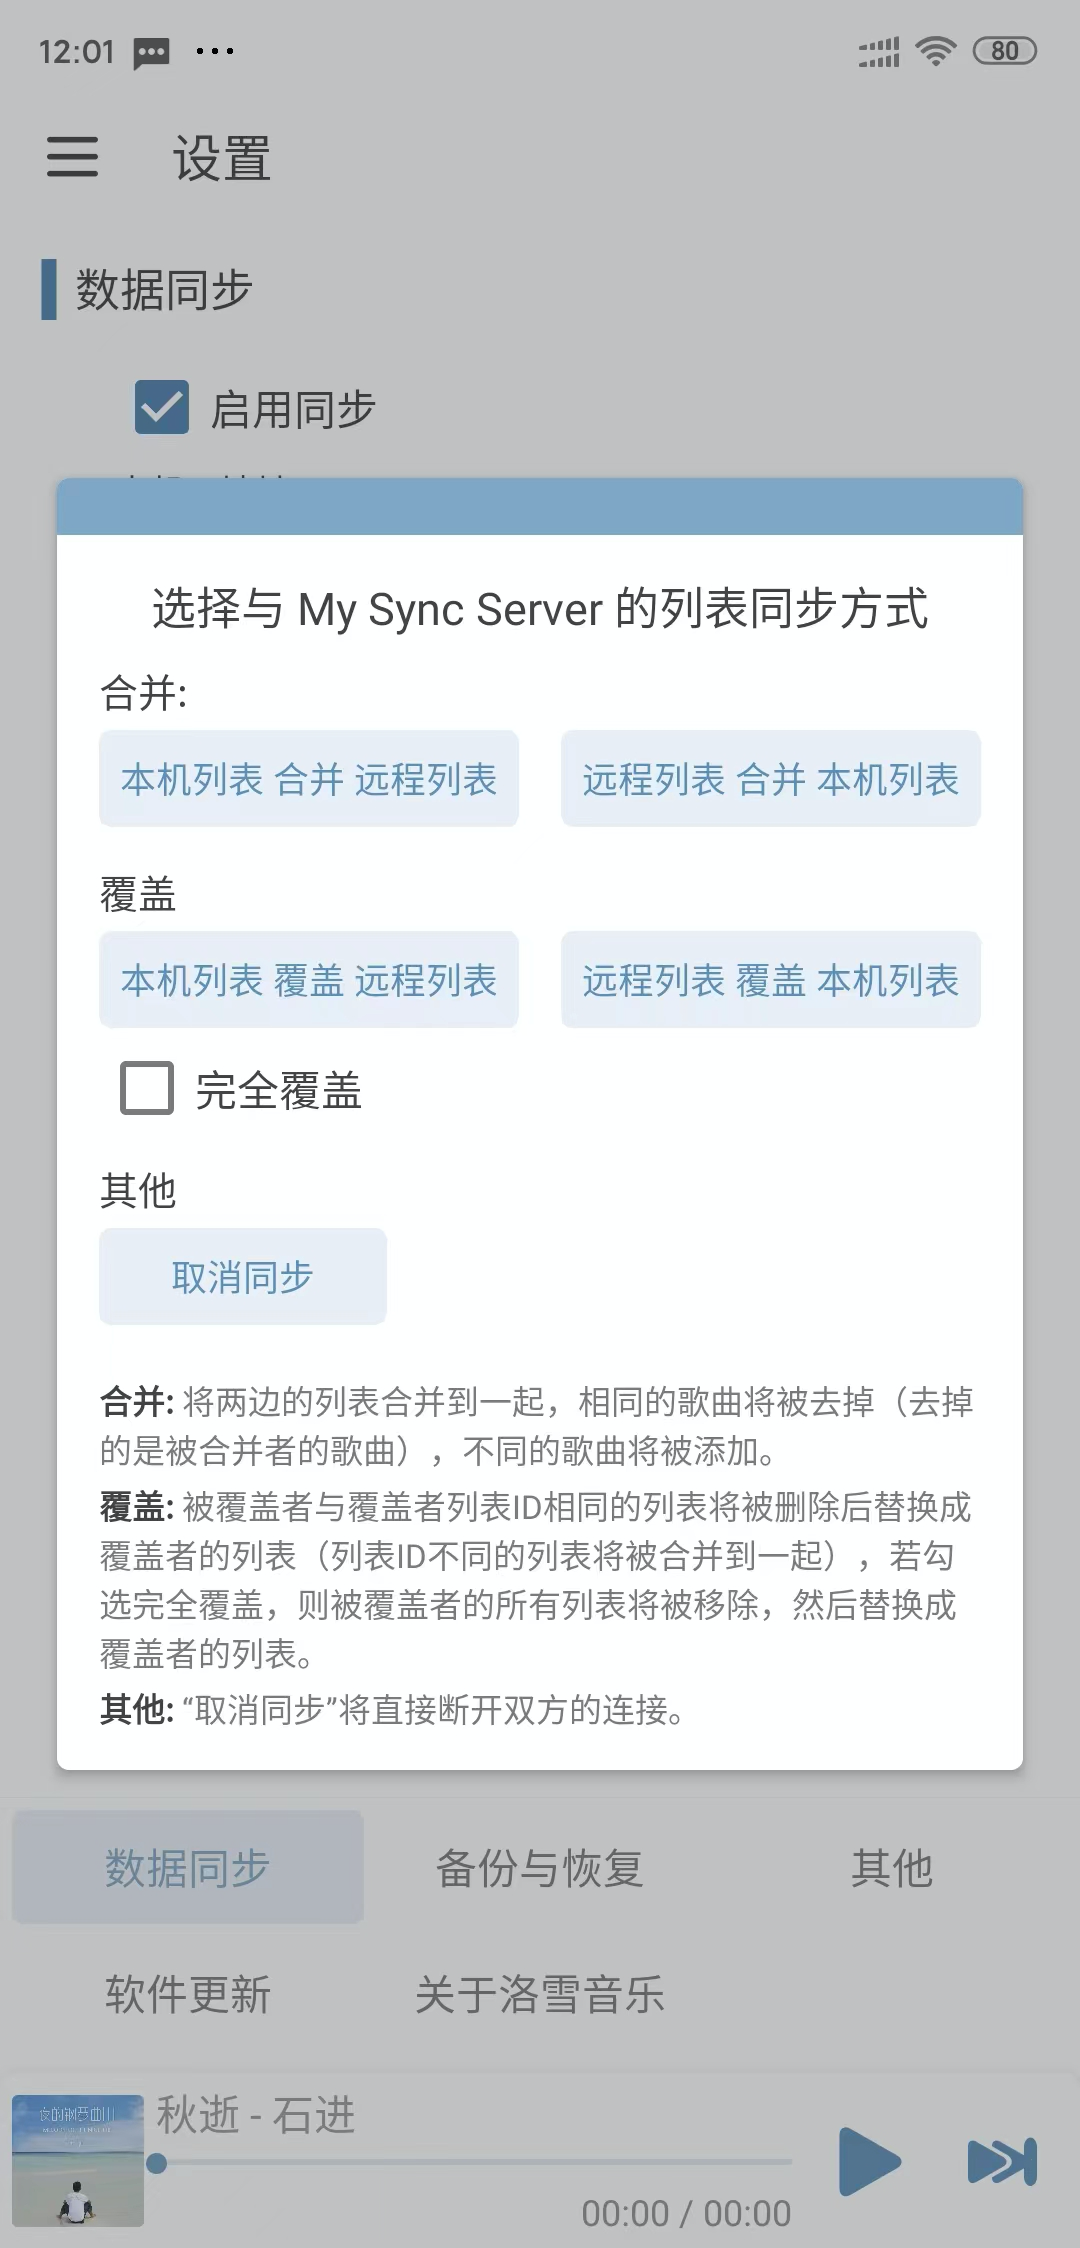 12:01
80
设置
数据同步
启用同步
选择与 My Sync Server 的列表同步方式
合并:
本机列表 合并 远程列表
远程列表 合并 本机列表
覆盖
本机列表 覆盖 远程列表
远程列表 覆盖 本机列表
完全覆盖
其他
取消同步
合并: 将两边的列表合并到一起，相同的歌曲将被去掉（去掉
的是被合并者的歌曲），不同的歌曲将被添加。
覆盖: 被覆盖者与覆盖者列表ID相同的列表将被删除后替换成
覆盖者的列表（列表ID不同的列表将被合并到一起），若勾
选完全覆盖，则被覆盖者的所有列表将被移除，然后替换成
覆盖者的列表。
其他: “取消同步”将直接断开双方的连接。
数据同步
备份与恢复
其他
软件更新
关于洛雪音乐
秋逝 - 石进
00:00 / 00:00